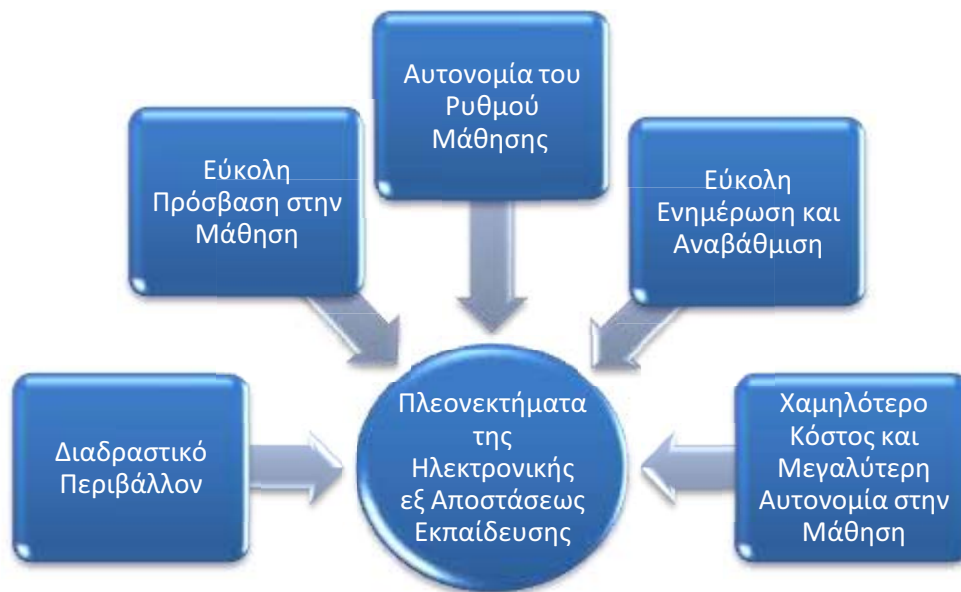 Αυτονομία του
Ρυθμού
Μάθησης
Εύκολη
Πρόσβαση στην
Μάθηση
Εύκολη
Ενημέρωση και
Αναβάθμιση
Διαδραστικό
Περιβάλλον
Πλεονεκτήματα
της
Ηλεκτρονικής
εξ Αποστάσεως
Εκπαίδευσης
Χαμηλότερο
Κόστος και
Μεγαλύτερη
Αυτονομία στην
Μάθηση